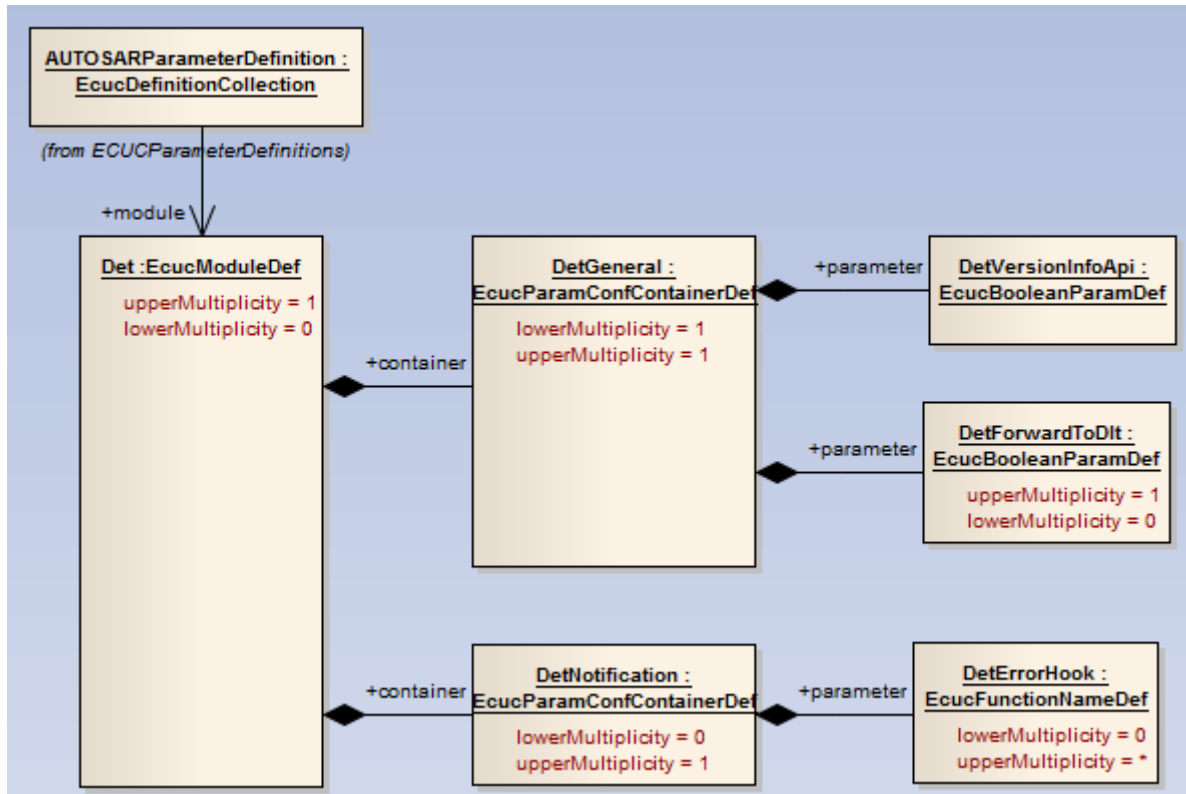 AUTOSARParameterDefinition :
EcucDefinitionCollection
(from ECUCParameterDefinitions)
+module
Det :EcucModuleDef
upperMultiplicity = 1
lowerMultiplicity = 0
+container
DetGeneral :
EcucParamConfContainerDef
lowerMultiplicity = 1
upperMultiplicity = 1
+parameter
DetVersionInfoApi :
EcucBooleanParamDef
+parameter
DetForwardToDlt :
EcucBooleanParamDef
upperMultiplicity = 1
lowerMultiplicity = 0
+container
DetNotification :
EcucParamConfContainerDef
lowerMultiplicity = 0
upperMultiplicity = 1
+parameter
DetErrorHook :
EcucFunctionNameDef
lowerMultiplicity = 0
upperMultiplicity = *